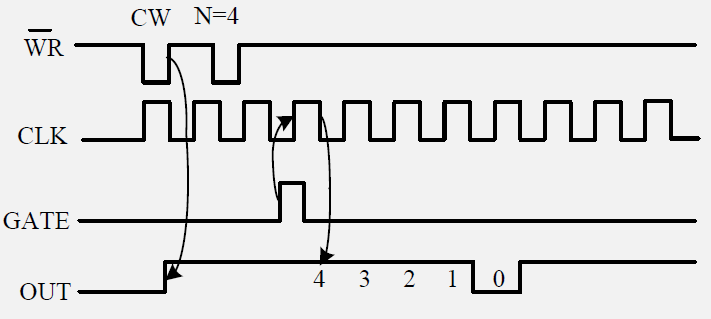 CW N=4
WR
CLK
GATE
4 3 2 1 0
OUT